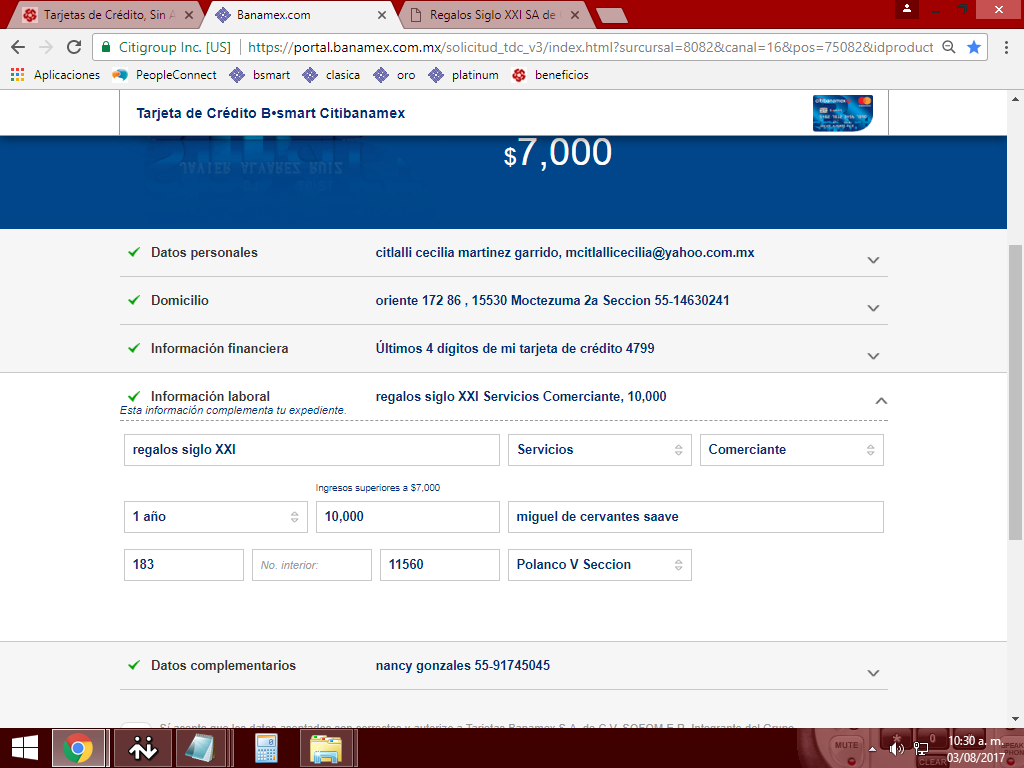 Tarjetas de Crédito, Sin A
Banamex.com
Regalos Siglo XXI SA de
Citigroup Inc. [US]
https://portal.banamex.com.mx/solicitud_tdc_v3/index.html?sursursal=8082&canal=16&pos=75082&idproduct
Aplicaciones
PeopleConnect
bsmart
clasica
oro
platinum
beneficios
Tarjeta de Crédito B•smart Citibanamex
$7,000
Datos personales
citlalli cecilia martinez garrido, mcitlallicecilia@yahoo.com.mx
Domicilio
oriente 172 86 , 15530 Moctezuma 2a Seccion 55-14630241
Información financiera
Últimos 4 dígitos de mi tarjeta de crédito 4799
Información laboral
regalos siglo XXI Servicios Comerciante, 10,000
Esta información complementa tu expediente.
regalos siglo XXI
Servicios
Comerciante
Ingresos superiores a $7,000
1 año
10,000
miguel de cervantes saave
183
No. interior:
11560
Polanco V Seccion
Datos complementarios
nancy gonzales 55-91745045
MUTE
CLEAR
10:30 a. m.
03/08/2017